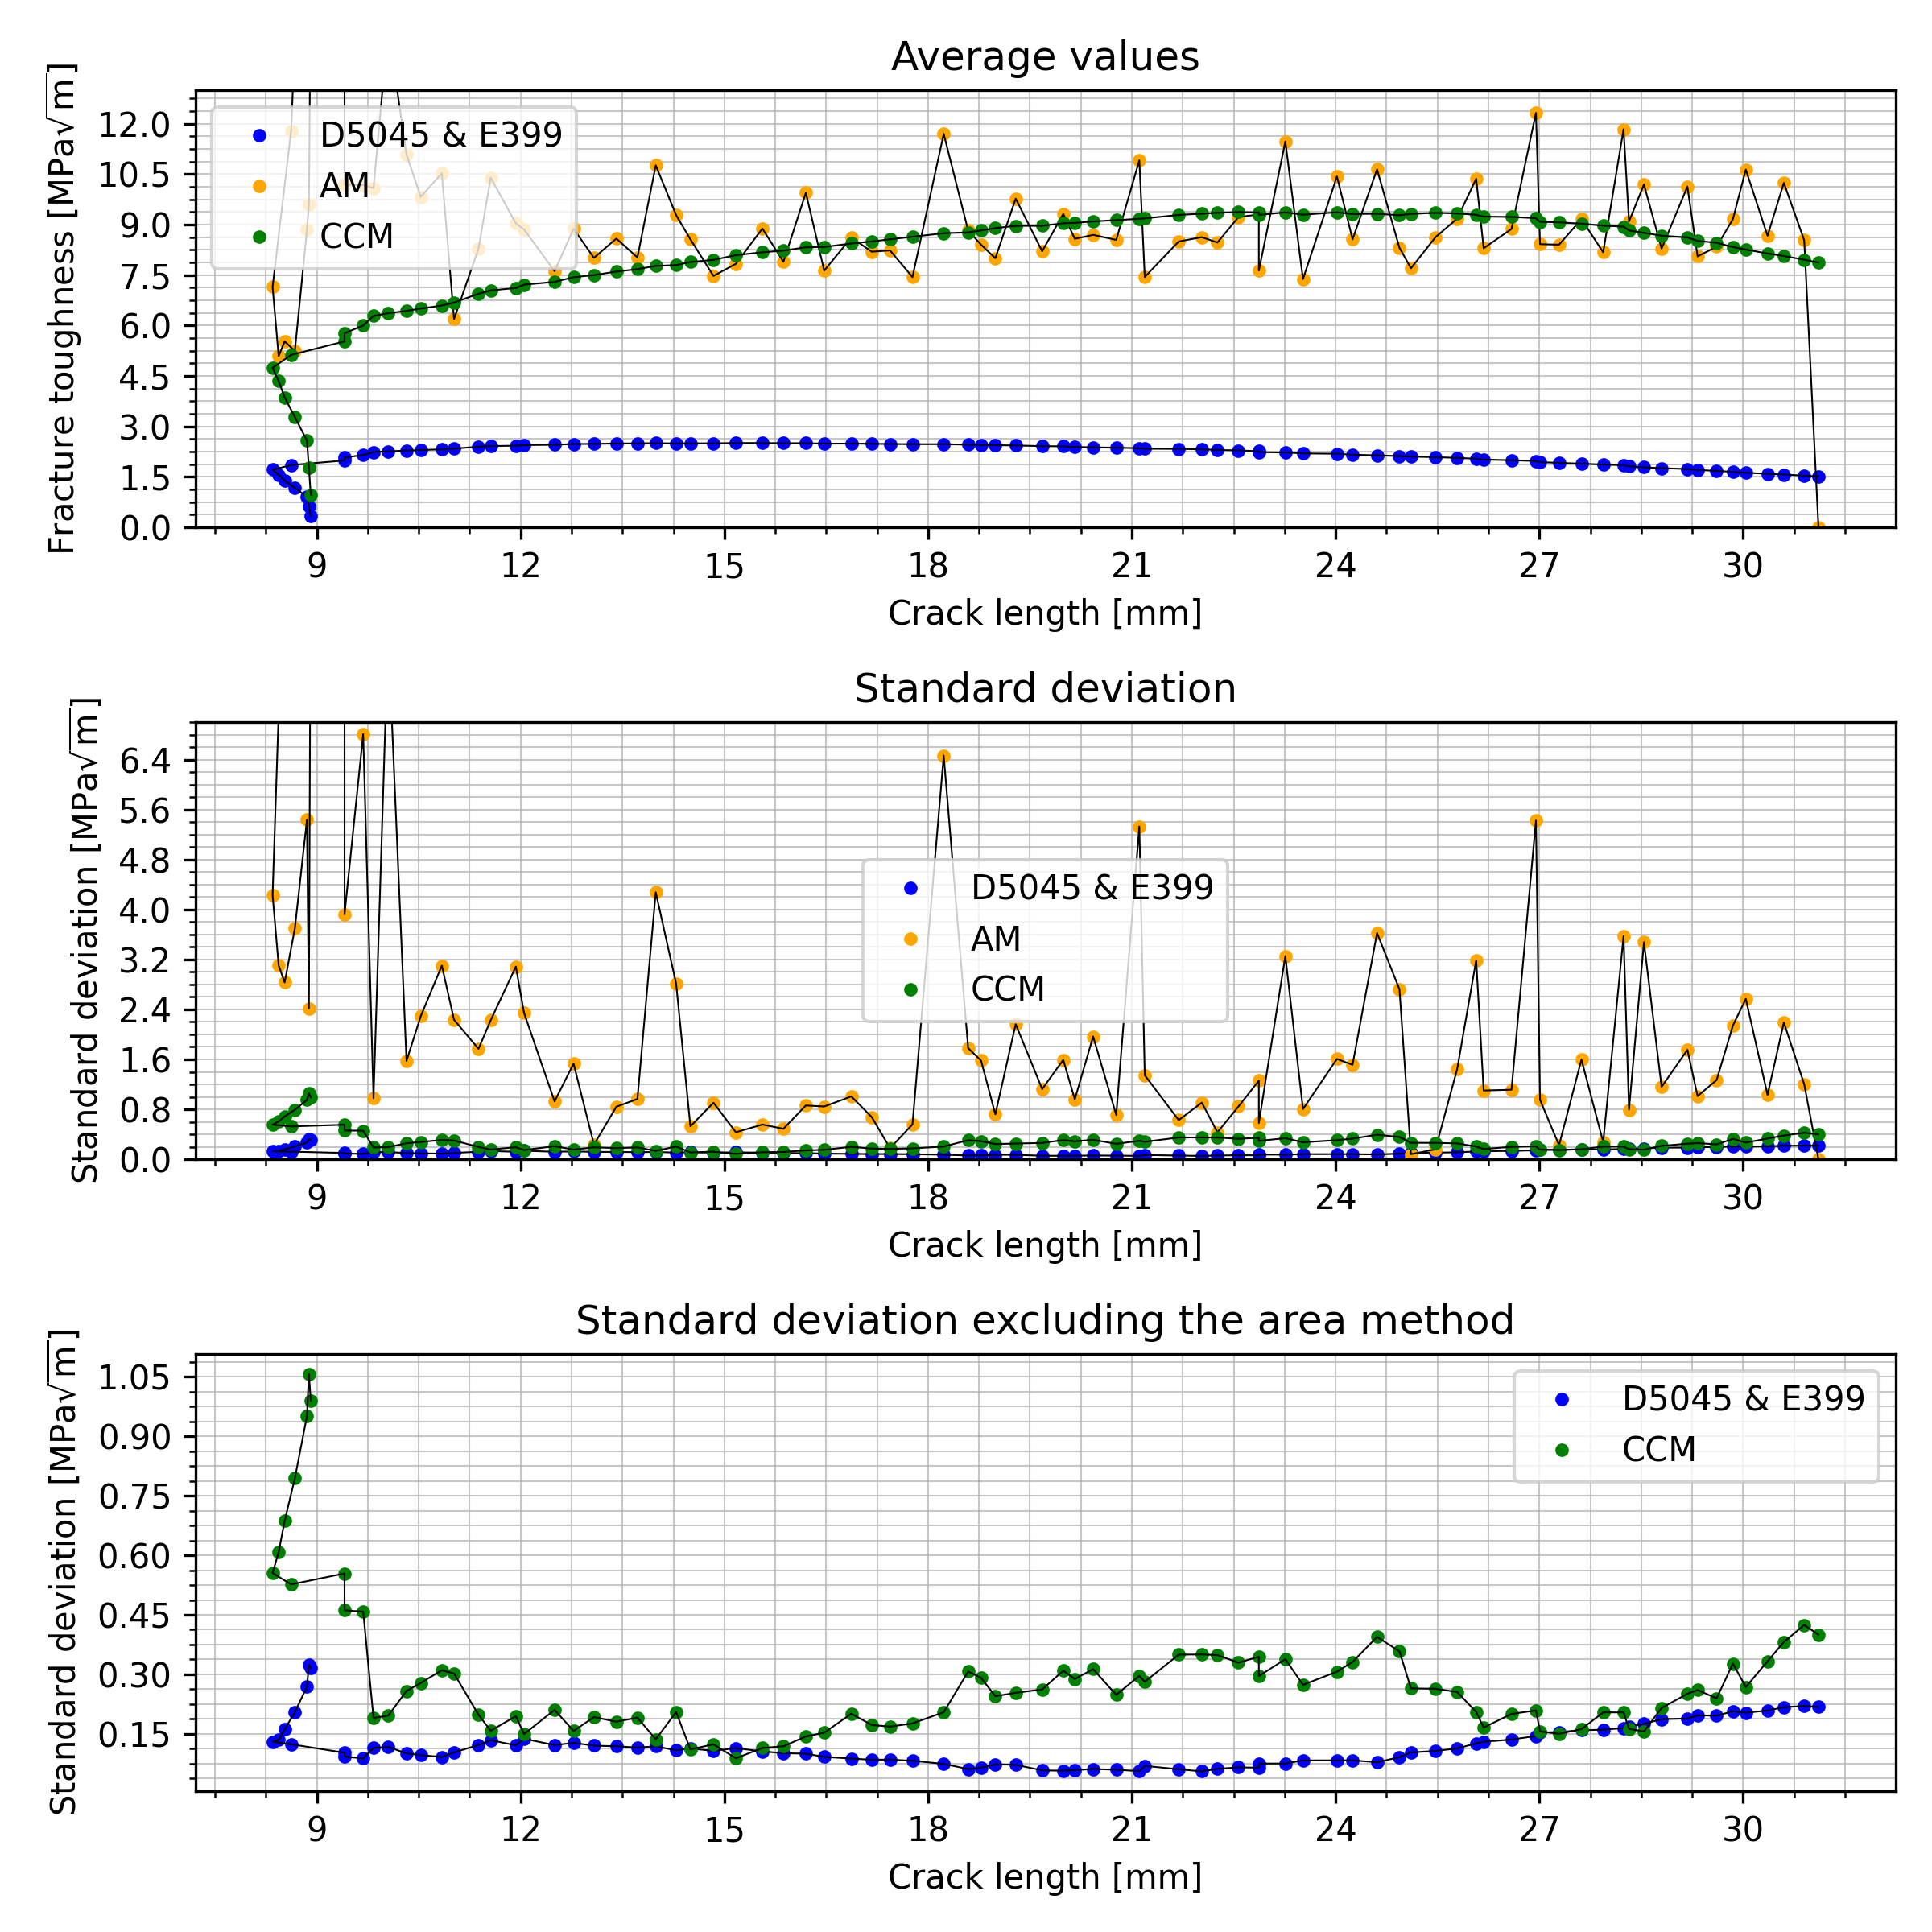 Average values
Fracture toughness [MPa√m]
12.0
10.5
9.0
7.5
6.0
4.5
3.0
1.5
0.0
D5045 & E399
AM
CCM
9 12 15 18 21 24 27 30
Crack length [mm]
Standard deviation
Standard deviation [MPa√m]
6.4
5.6
4.8
4.0
3.2
2.4
1.6
0.8
0.0
D5045 & E399
AM
CCM
9 12 15 18 21 24 27 30
Crack length [mm]
Standard deviation excluding the area method
Standard deviation [MPa√m]
1.05
0.90
0.75
0.60
0.45
0.30
0.15
D5045 & E399
CCM
9 12 15 18 21 24 27 30
Crack length [mm]